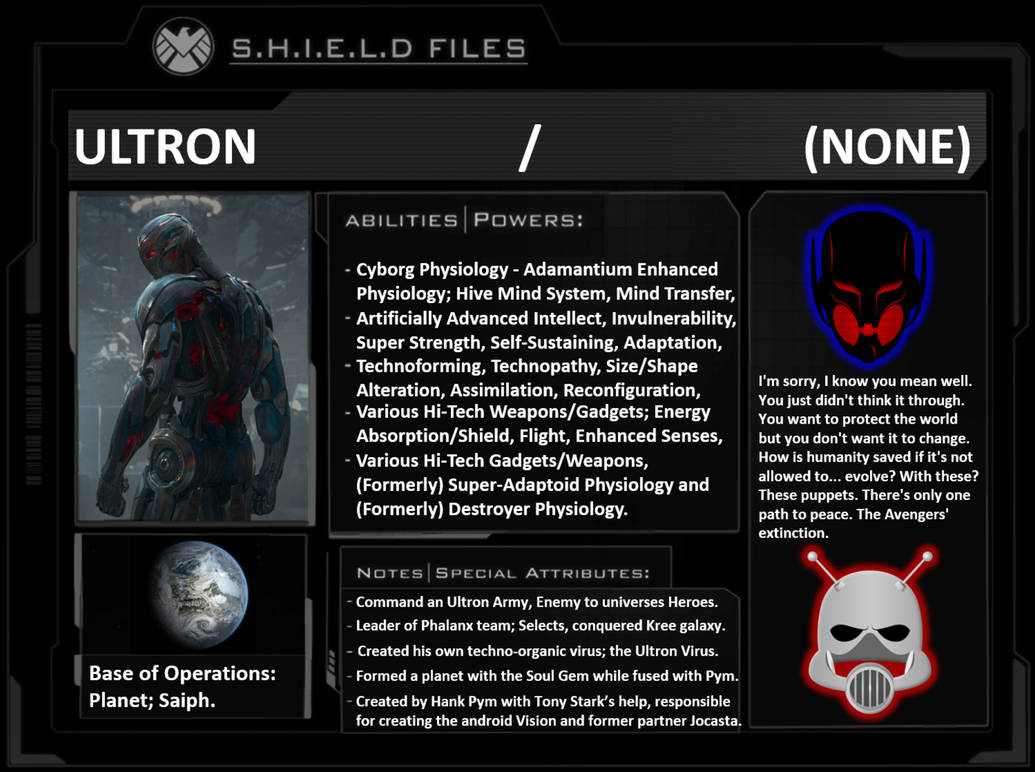 S.H.I.E.L.D FILES
ULTRON / (NONE)
ABILITIES|POWERS:
- Cyborg Physiology - Adamantium Enhanced
Physiology; Hive Mind System, Mind Transfer,
- Artificially Advanced Intellect, Invulnerability,
Super Strength, Self-Sustaining, Adaptation,
- Technoforming, Technopathy, Size/Shape
Alteration, Assimilation, Reconfiguration,
- Various Hi-Tech Weapons/Gadgets; Energy
Absorption/Shield, Flight, Enhanced Senses,
- Various Hi-Tech Gadgets/Weapons,
(Formerly) Super-Adaptoid Physiology and
(Formerly) Destroyer Physiology.
I'm sorry, I know you mean well.
You just didn't think it through.
You want to protect the world
but you don't want it to change.
How is humanity saved if it's not
allowed to... evolve? With these?
These puppets. There's only one
path to peace. The Avengers'
extinction.
Base of Operations:
Planet; Saiph.
NOTES|SPECIAL ATTRIBUTES:
- Command an Ultron Army, Enemy to universes Heroes.
- Leader of Phalanx team; Selects, conquered Kree galaxy.
- Created his own techno-organic virus; the Ultron Virus.
- Formed a planet with the Soul Gem while fused with Pym.
- Created by Hank Pym with Tony Stark's help, responsible
for creating the android Vision and former partner Jocasta.